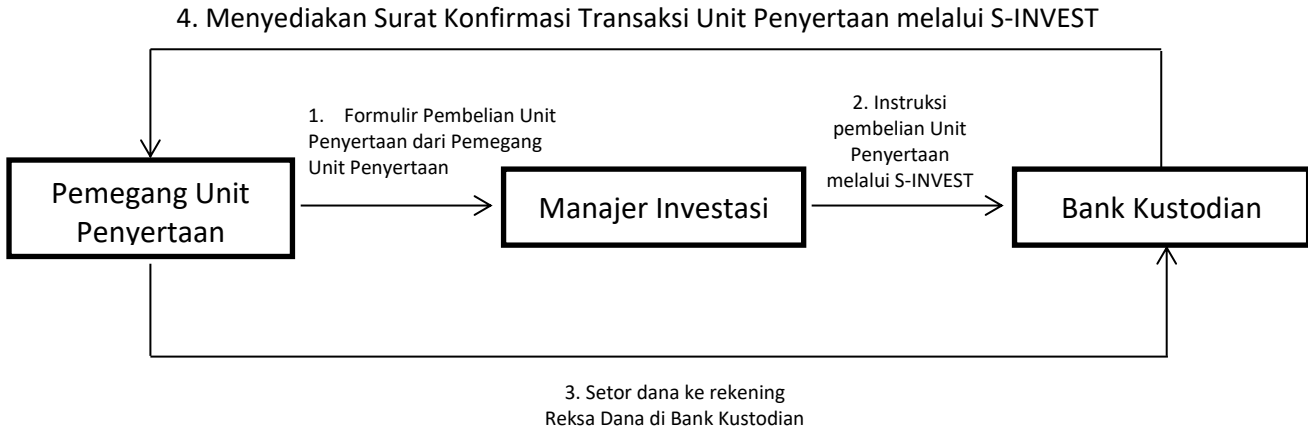 4. Menyediakan Surat Konfirmasi Transaksi Unit Penyertaan melalui S-INVEST
1. Formulir Pembelian Unit
Penyertaan dari Pemegang
Unit Penyertaan
2. Instruksi
pembelian Unit
Penyertaan
melalui S-INVEST
Pemegang Unit
Penyertaan
Manajer Investasi
Bank Kustodian
3. Setor dana ke rekening
Reksa Dana di Bank Kustodian